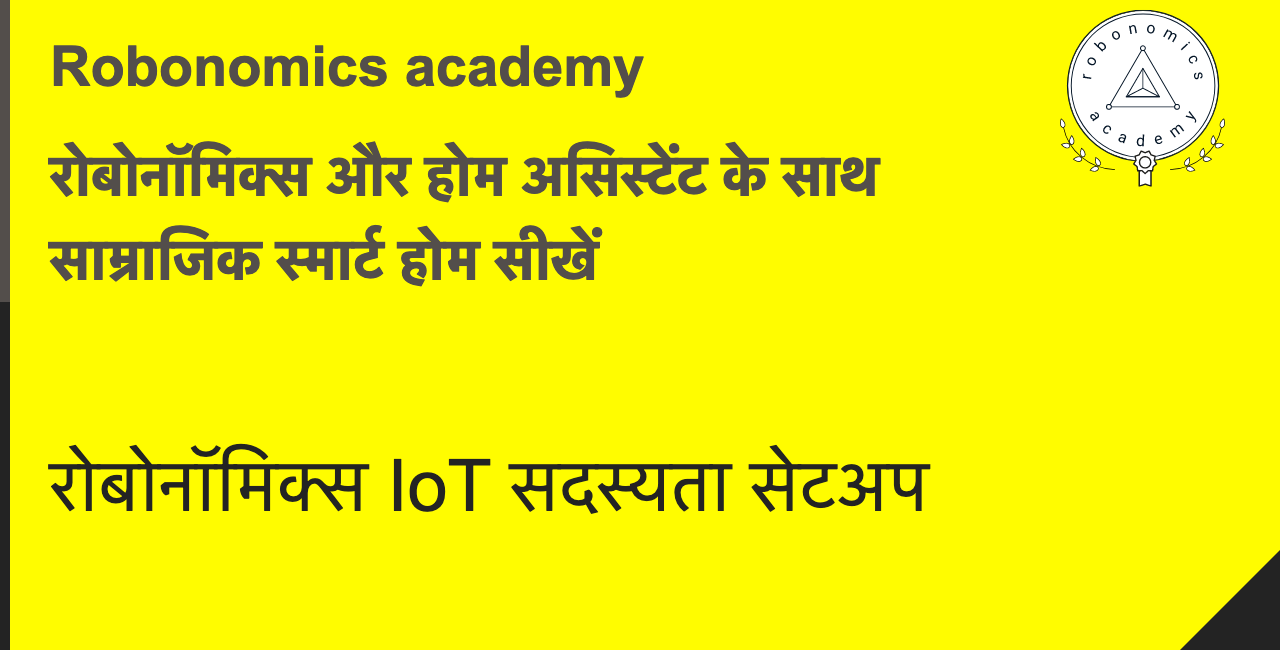 Robonomics academy
रोबोनॉमिक्स और होम असिस्टेंट के साथ
साम्राजिक स्मार्ट होम सीखें
रोबोनॉमिक्स IoT सदस्यता सेटअप
robonomics
academy